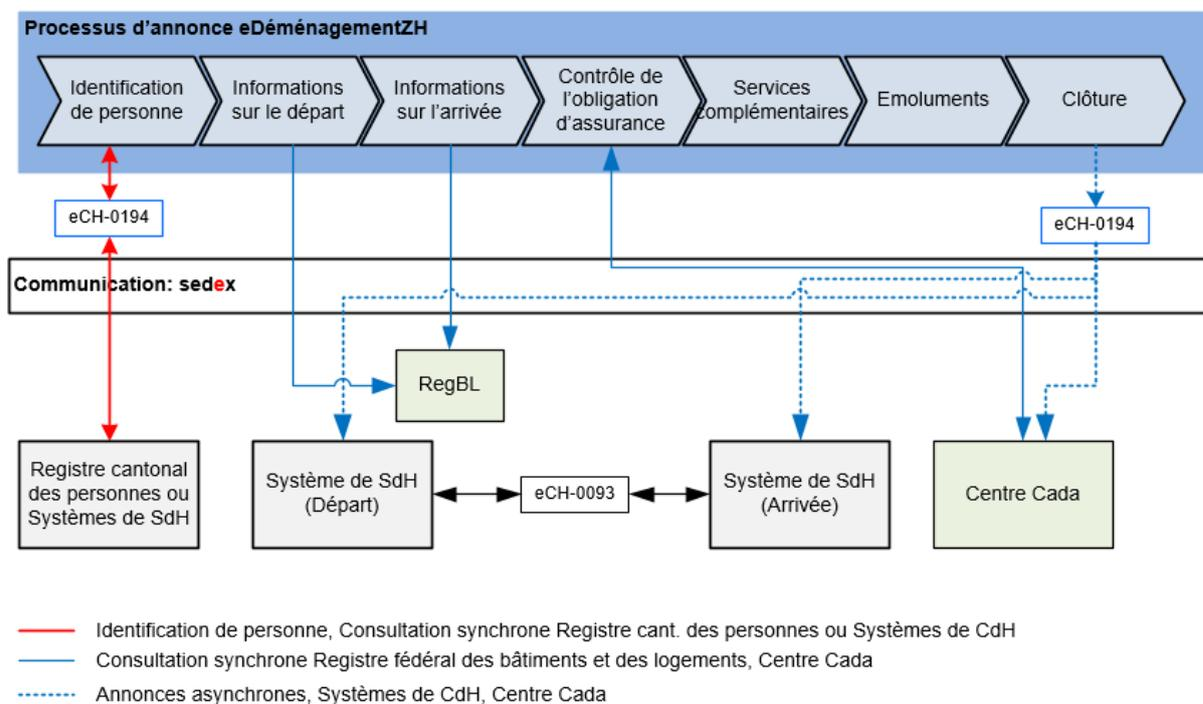 Processus d'annonce eDéménagementZH
Identification
de personne
Informations
sur le départ
Informations
sur l'arrivée
Contrôle de
l'obligation
d'assurance
Services
complémentaires
Emoluments
Clôture
eCH-0194
eCH-0194
Communication: sedex
RegBL
Registre cantonal
des personnes ou
Systèmes de SdH
Système de SdH
(Départ)
eCH-0093
Système de SdH
(Arrivée)
Centre Cada
Identification de personne, Consultation synchrone Registre cant. des personnes ou Systèmes de CdH
Consultation synchrone Registre fédéral des bâtiments et des logements, Centre Cada
Annonces asynchrones, Systèmes de CdH, Centre Cada